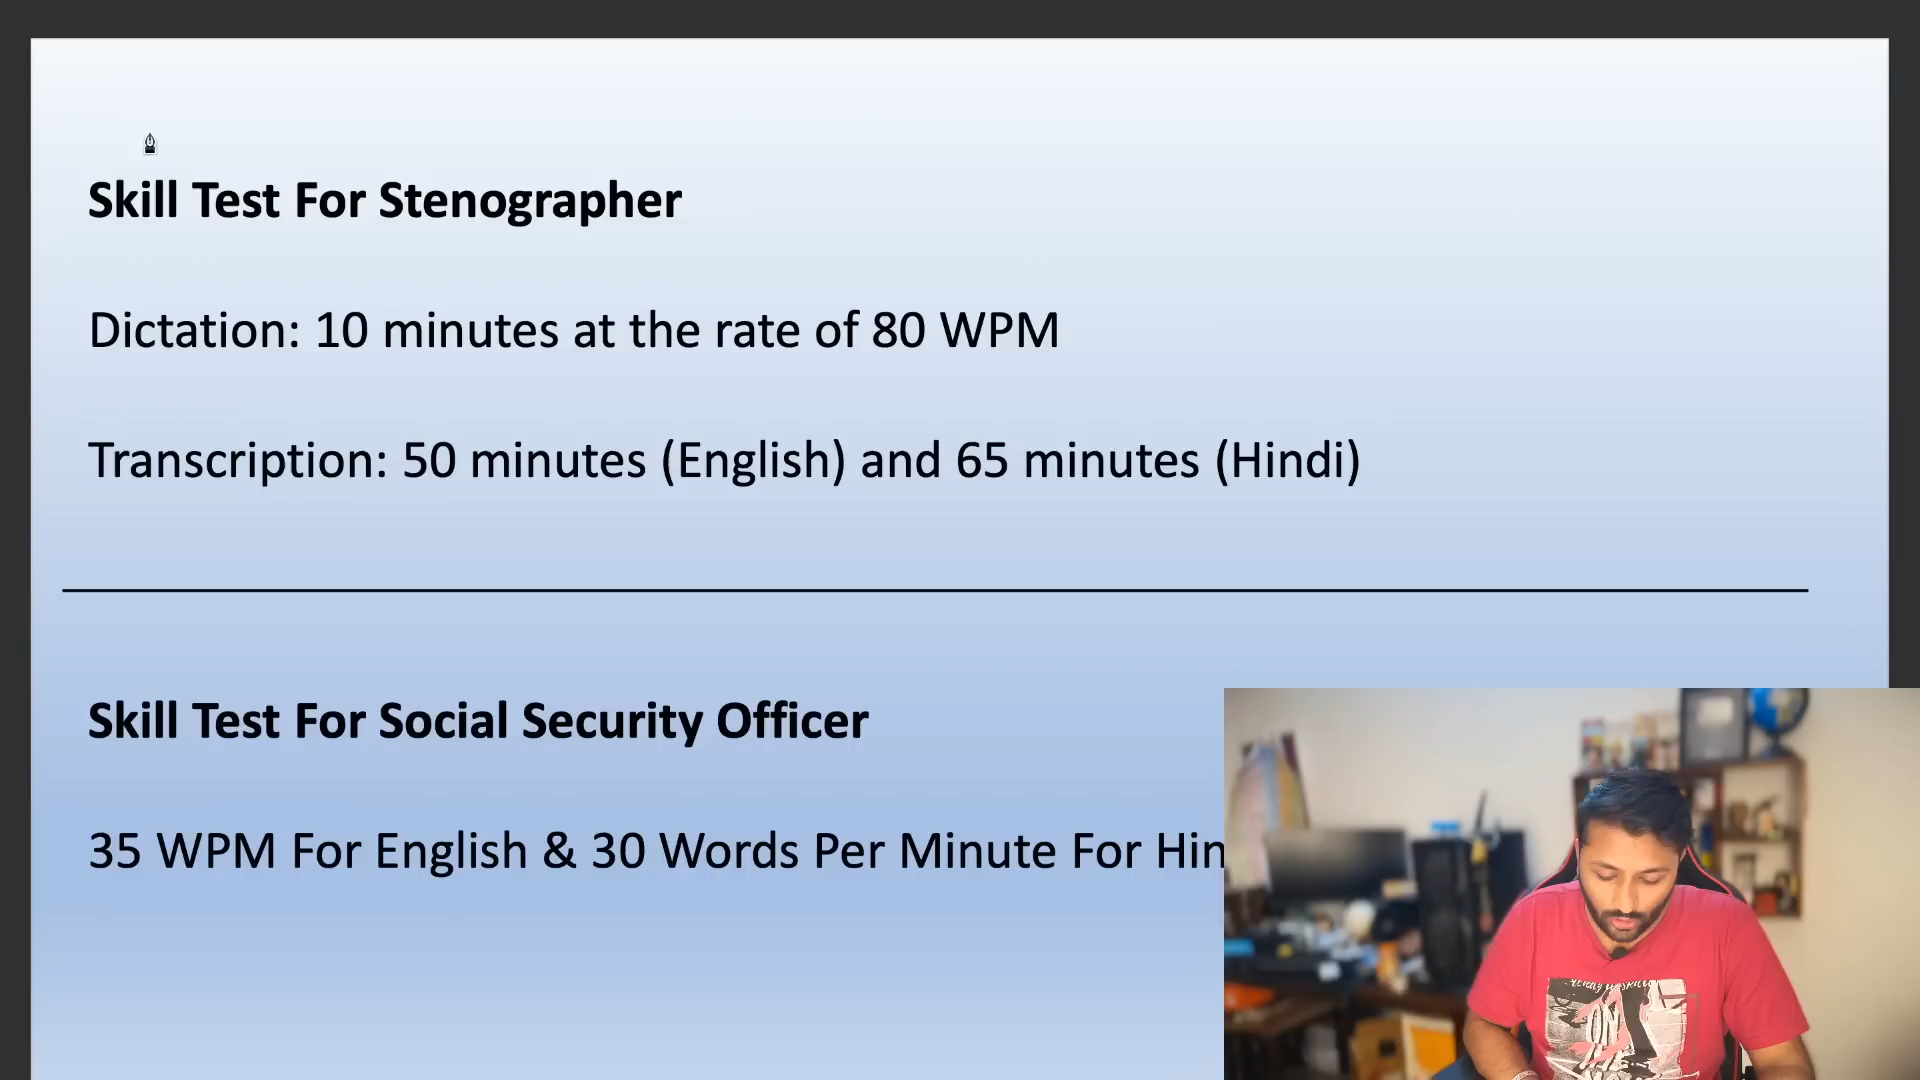 Skill Test For Stenographer
Dictation: 10 minutes at the rate of 80 WPM
Transcription: 50 minutes (English) and 65 minutes (Hindi)
Skill Test For Social Security Officer
35 WPM For English & 30 Words Per Minute For Hin
ON